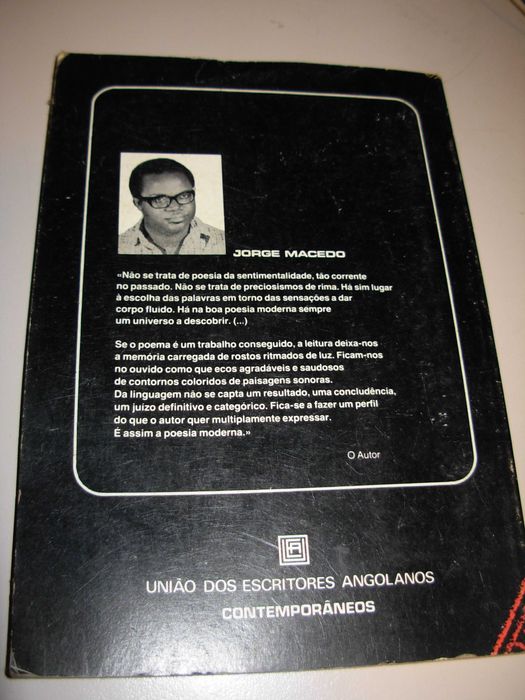 JORGE MACEDO
«Não se trata de poesia da sentimentalidade, tão corrente
no passado. Não se trata de preciosismos de rima. Há sim lugar
à escolha das palavras em torno das sensações a dar
corpo fluido. Há na boa poesia moderna sempre
um universo a descobrir. (...)
Se o poema é um trabalho conseguido, a leitura deixa-nos
a memória carregada de rostos ritmados de luz. Ficam-nos
no ouvido como que ecos agradáveis e saudosos
de contornos coloridos de paisagens sonoras.
Da linguagem não se capta um resultado, uma concludência,
um juízo definitivo e categórico. Fica-se a fazer um perfil
do que o autor quer multiplamente expressar.
É assim a poesia moderna.»
O Autor
UNIÃO DOS ESCRITORES ANGOLANOS
CONTEMPORÂNEOS